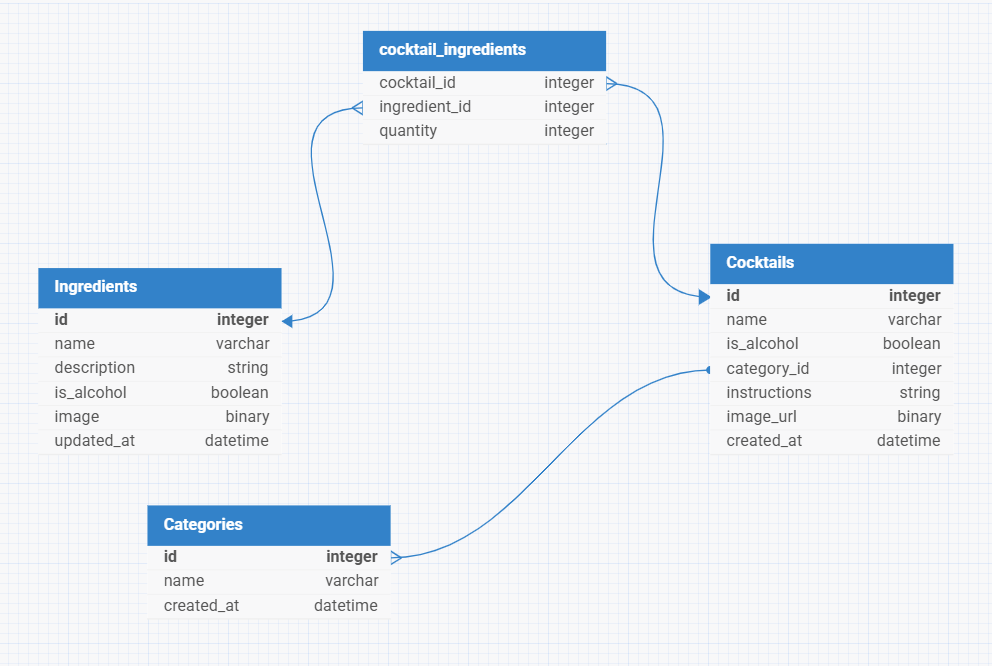 cocktail_ingredients
cocktail_id integer
ingredient_id integer
quantity integer
Ingredients
id integer
name varchar
description string
is_alcohol boolean
image binary
updated_at datetime
Cocktails
id integer
name varchar
is_alcohol boolean
category_id integer
instructions string
image_url binary
created_at datetime
Categories
id integer
name varchar
created_at datetime